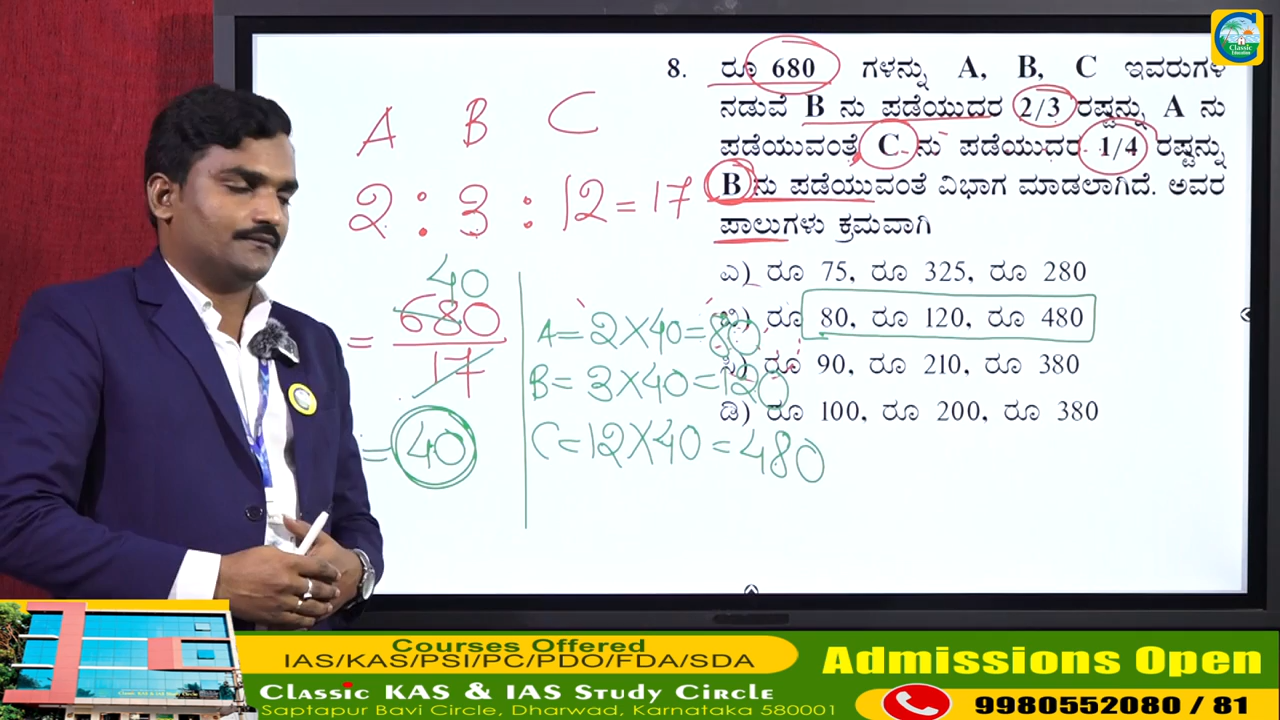 Classic
Education
8. ರೂ 680 ಗಳನ್ನು A, B, C ಇವರುಗಳ
ನಡುವೆ B ನು ಪಡೆಯುದರ 2/3 ರಷ್ಟನ್ನು A ನು
ಪಡೆಯುವಂತೆ C ನು ಪಡೆಯುದರ 1/4 ರಷ್ಟನ್ನು
B ನು ಪಡೆಯುವಂತೆ ವಿಭಾಗ ಮಾಡಲಾಗಿದೆ. ಅವರ
ಪಾಲುಗಳು ಕ್ರಮವಾಗಿ
ಎ) ರೂ 75, ರೂ 325, ರೂ 280
ಬಿ) ರೂ 80, ರೂ 120, ರೂ 480
ಸಿ) ರೂ 90, ರೂ 210, ರೂ 380
ಡಿ) ರೂ 100, ರೂ 200, ರೂ 380
A B C
2 : 3 : 12 = 17
40
= 680
17
= 40
A = 2 X 40 = 80
B = 3 X 40 = 120
C = 12 X 40 = 480
Courses Offered
IAS/KAS/PSI/PC/PDO/FDA/SDA
Classic KAS & IAS Study Circle
Saptapur Bavi Circle, Dharwad, Karnataka 580001
Admissions Open
9980552080 / 81